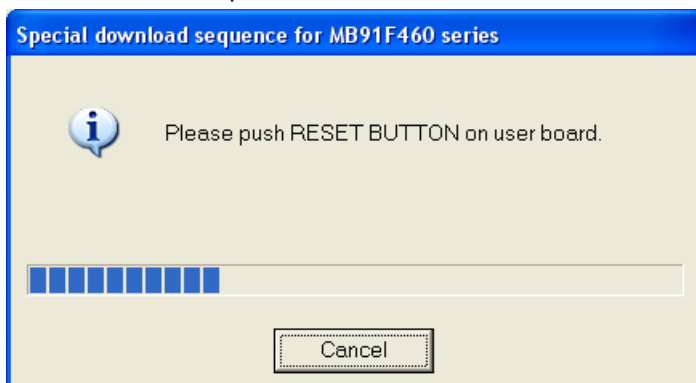 Special download sequence for MB91F460 series
Please push RESET BUTTON on user board.
Cancel